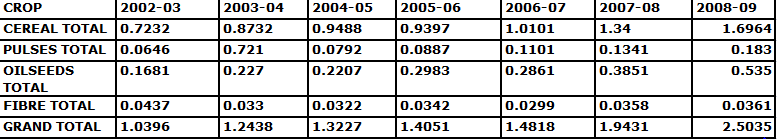 CROP 2002-03 2003-04 2004-05 2005-06 2006-07 2007-08 2008-09
CEREAL TOTAL 0.7232 0.8732 0.9488 0.9397 1.0101 1.34 1.6964
PULSES TOTAL 0.0646 0.721 0.0792 0.0887 0.1101 0.1341 0.183
OILSEEDS TOTAL 0.1681 0.227 0.2207 0.2983 0.2861 0.3851 0.535
FIBRE TOTAL 0.0437 0.033 0.0322 0.0342 0.0299 0.0358 0.0361
GRAND TOTAL 1.0396 1.2438 1.3227 1.4051 1.4818 1.9431 2.5035